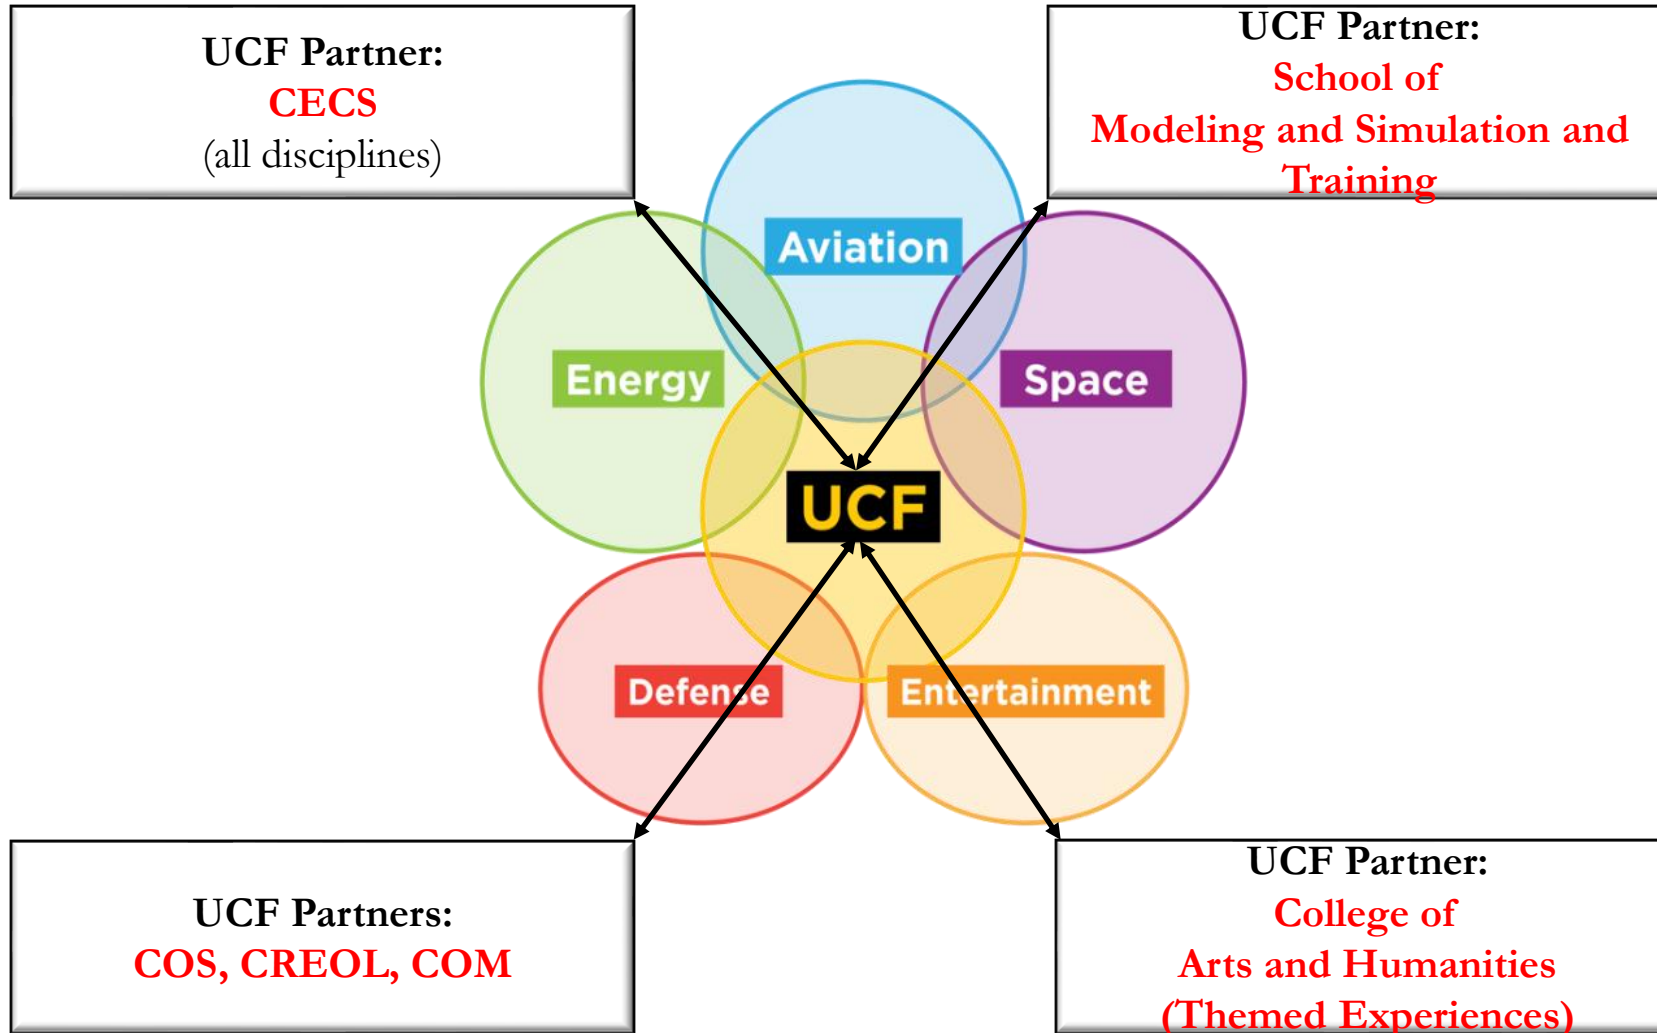 UCF Partner:
CECS
(all disciplines)
UCF Partner:
School of
Modeling and Simulation and
Training
Aviation
Energy
Space
UCF
Defense
Entertainment
UCF Partners:
COS, CREOL, COM
UCF Partner:
College of
Arts and Humanities
(Themed Experiences)